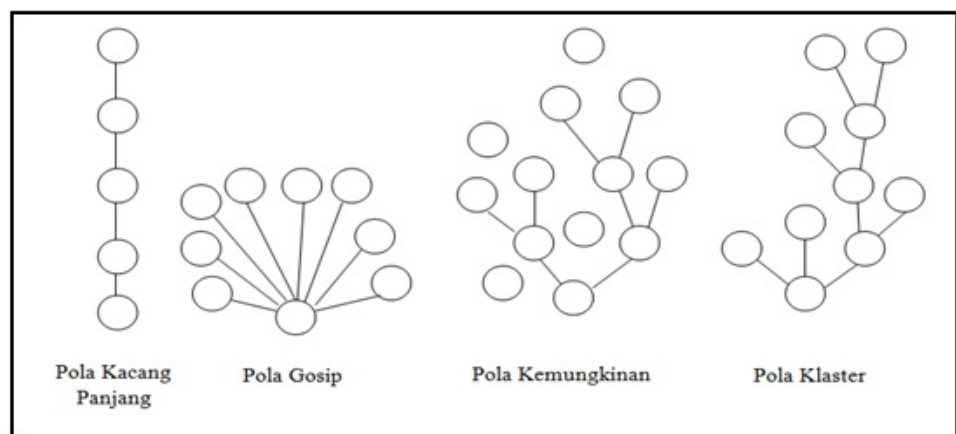 Pola Kacang
Panjang
Pola Gosip
Pola Kemungkinan
Pola Klaster